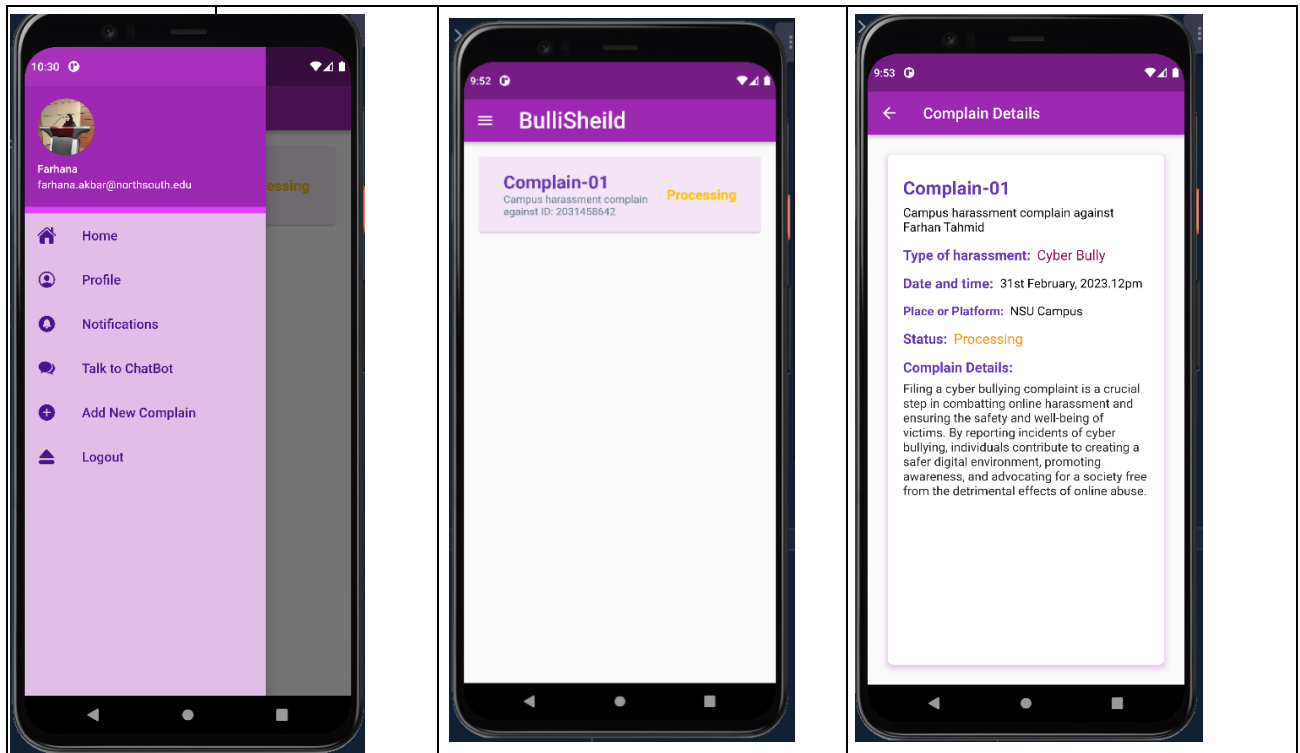 10:30
Farhana
farhana.akbar@northsouth.edu
essing
Home
Profile
Notifications
Talk to ChatBot
Add New Complain
Logout
9:52
BulliSheild
Complain-01
Campus harassment complain
against ID: 2031458642
Processing
9:53
Complain Details
Complain-01
Campus harassment complain against
Farhan Tahmid
Type of harassment: Cyber Bully
Date and time: 31st February, 2023.12pm
Place or Platform: NSU Campus
Status: Processing
Complain Details:
Filing a cyber bullying complaint is a crucial
step in combatting online harassment and
ensuring the safety and well-being of
victims. By reporting incidents of cyber
bullying, individuals contribute to creating a
safer digital environment, promoting
awareness, and advocating for a society free
from the detrimental effects of online abuse.